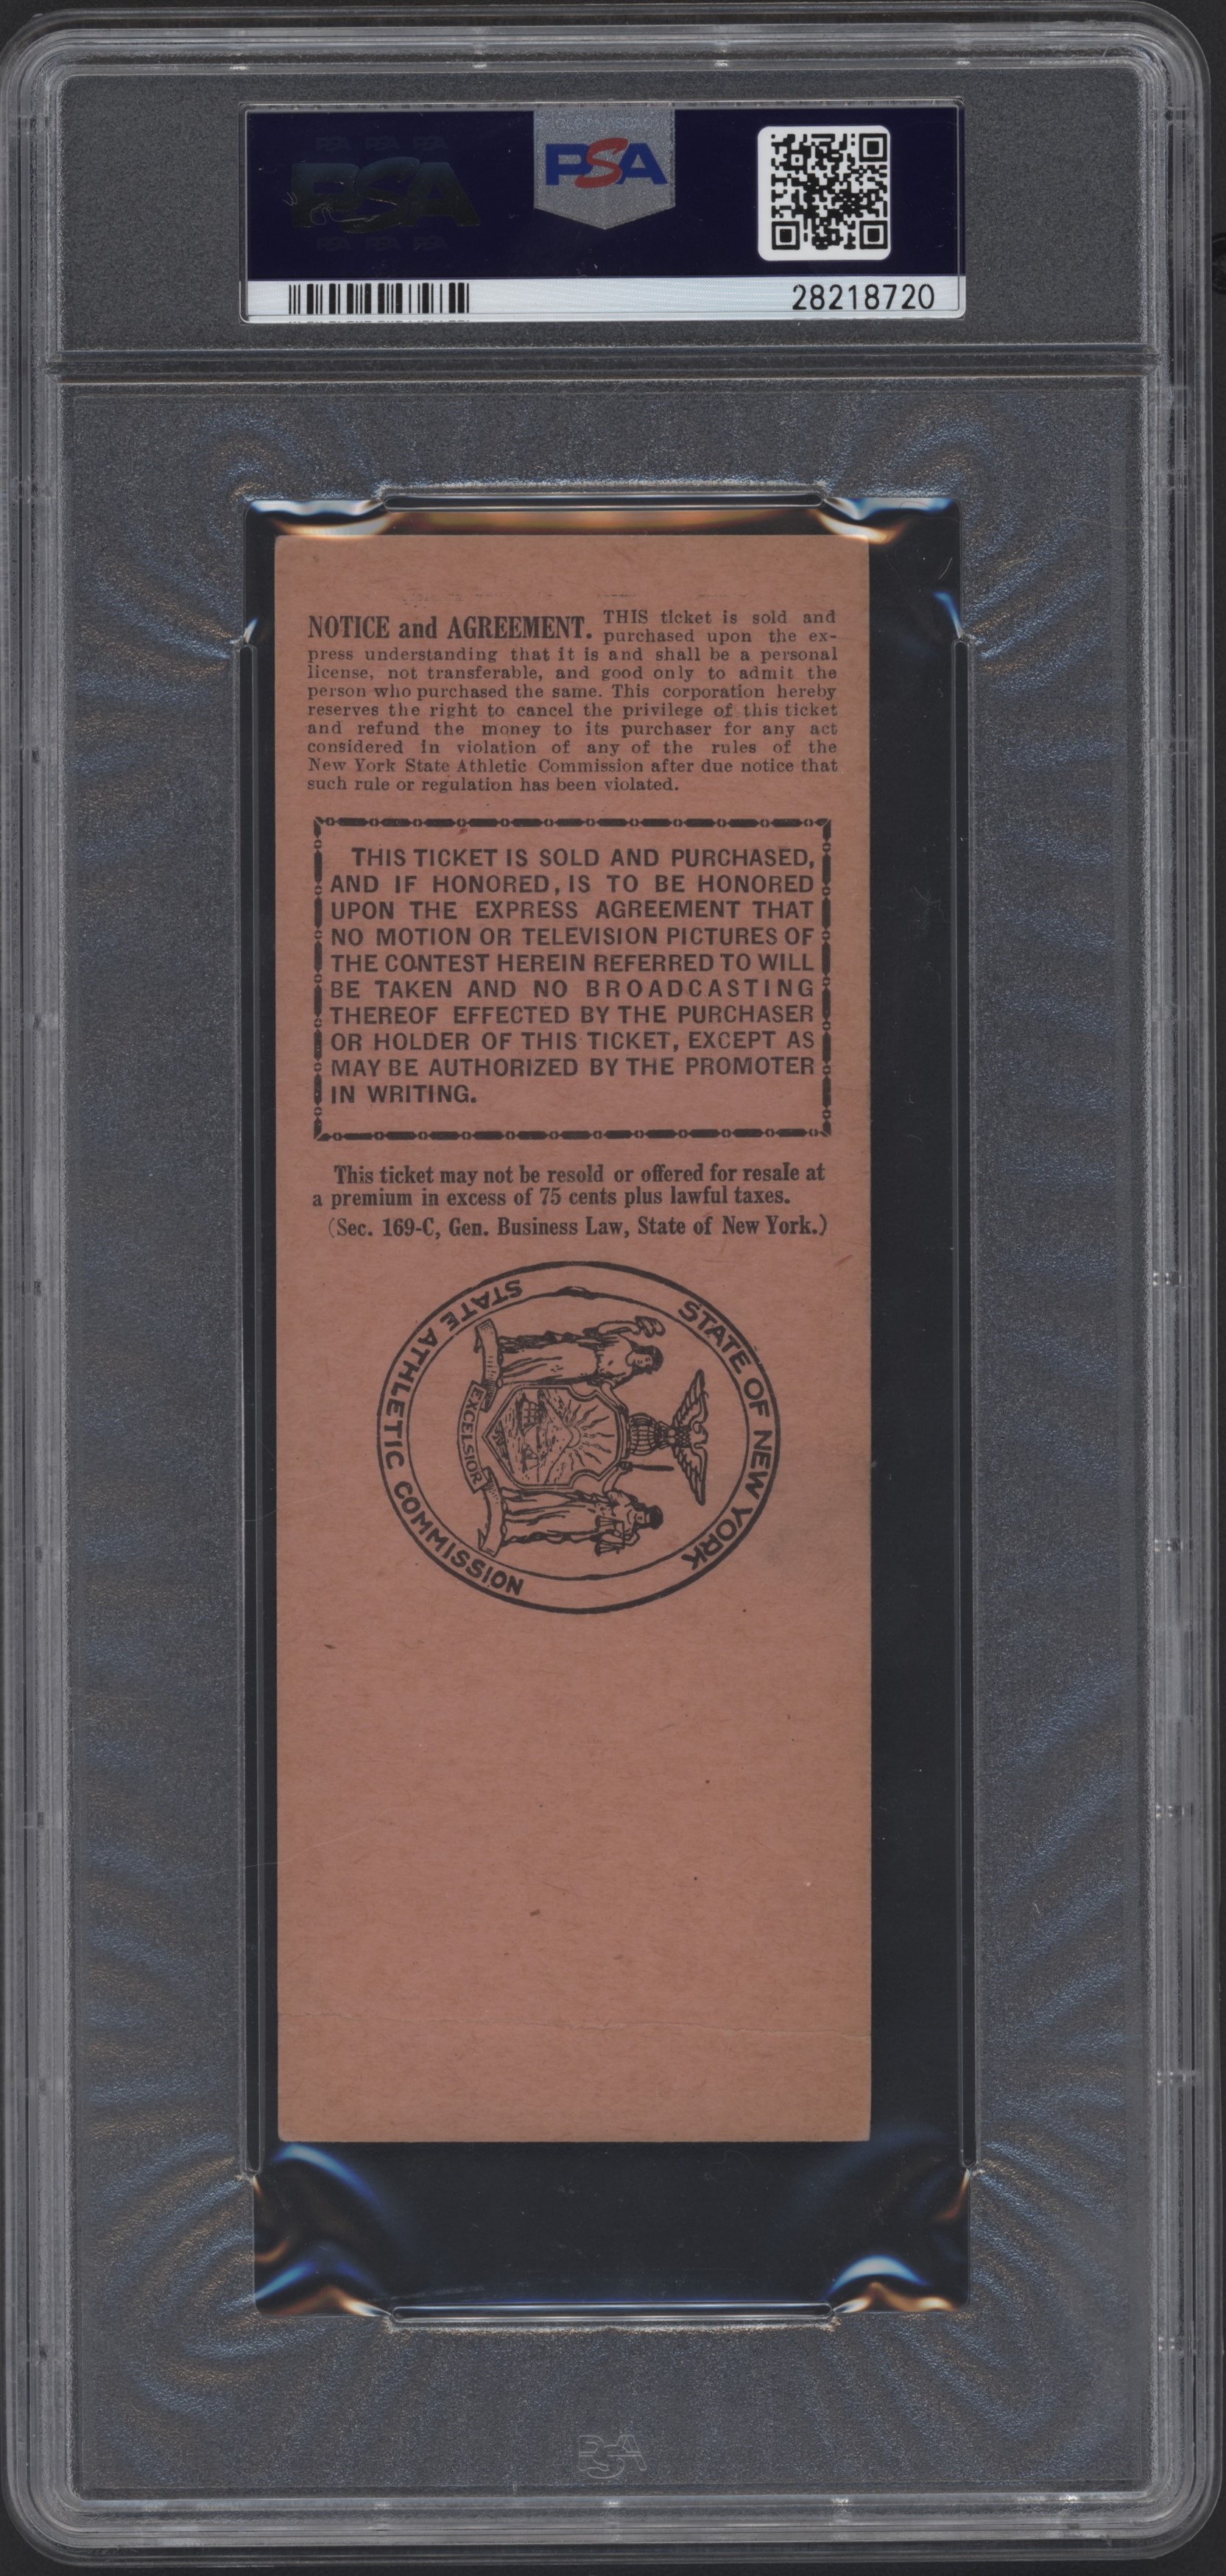 PSA PSA PSA
PSA
PSA PSA PSA
PSA
28218720
NOTICE and AGREEMENT. THIS ticket is sold and
purchased upon the ex-
press understanding that it is and shall be a personal
license, not transferable, and good only to admit the
person who purchased the same. This corporation hereby
reserves the right to cancel the privilege of this ticket
and refund the money to its purchaser for any act
considered in violation of any of the rules of the
New York State Athletic Commission after due notice that
such rule or regulation has been violated.
THIS TICKET IS SOLD AND PURCHASED,
AND IF HONORED, IS TO BE HONORED
UPON THE EXPRESS AGREEMENT THAT
NO MOTION OR TELEVISION PICTURES OF
THE CONTEST HEREIN REFERRED TO WILL
BE TAKEN AND NO BROADCASTING
THEREOF EFFECTED BY THE PURCHASER
OR HOLDER OF THIS TICKET, EXCEPT AS
MAY BE AUTHORIZED BY THE PROMOTER
IN WRITING.
This ticket may not be resold or offered for resale at
a premium in excess of 75 cents plus lawful taxes.
(Sec. 169-C, Gen. Business Law, State of New York.)
STATE OF NEW YORK
EXCELSIOR
STATE ATHLETIC COMMISSION
PSA